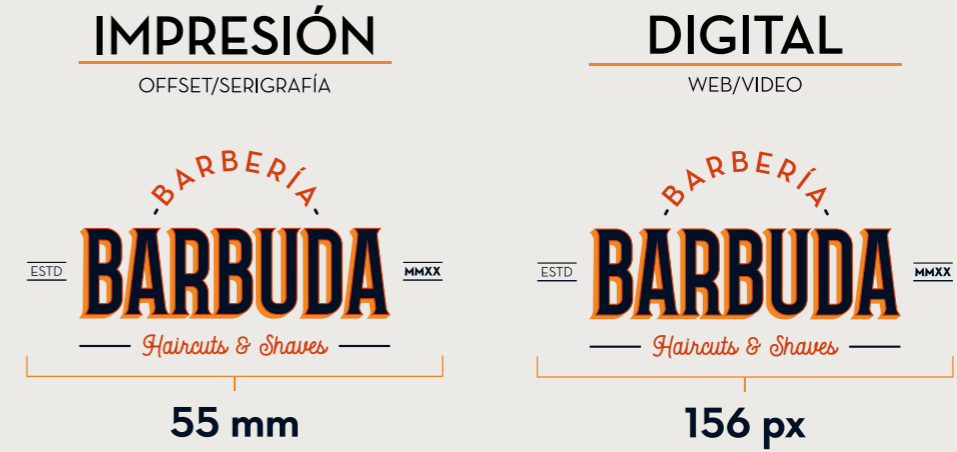 IMPRESIÓN
OFFSET/SERIGRAFÍA
-BARBERÍA-
ESTD BARBUDA MMXX
Haircuts & Shaves
55 mm
DIGITAL
WEB/VIDEO
-BARBERÍA-
ESTD BARBUDA MMXX
Haircuts & Shaves
156 px